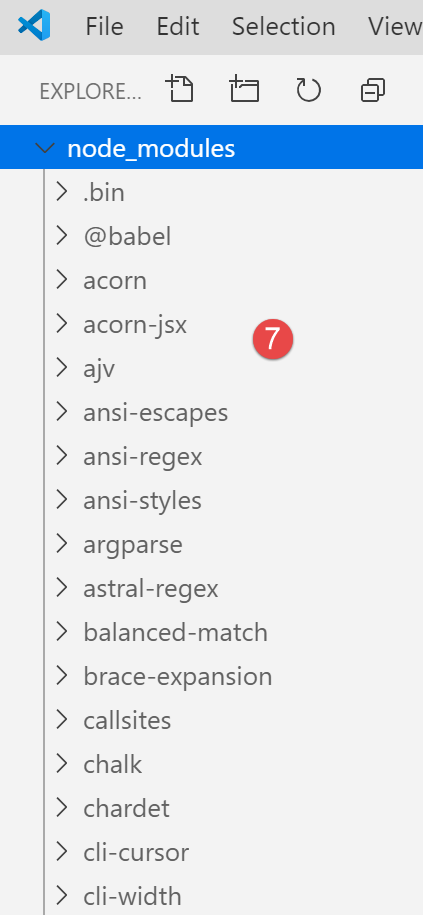 File Edit Selection View
EXPLORE...
node_modules
.bin
@babel
acorn
acorn-jsx
7
ajv
ansi-escapes
ansi-regex
ansi-styles
argparse
astral-regex
balanced-match
brace-expansion
callsites
chalk
chardet
cli-cursor
cli-width